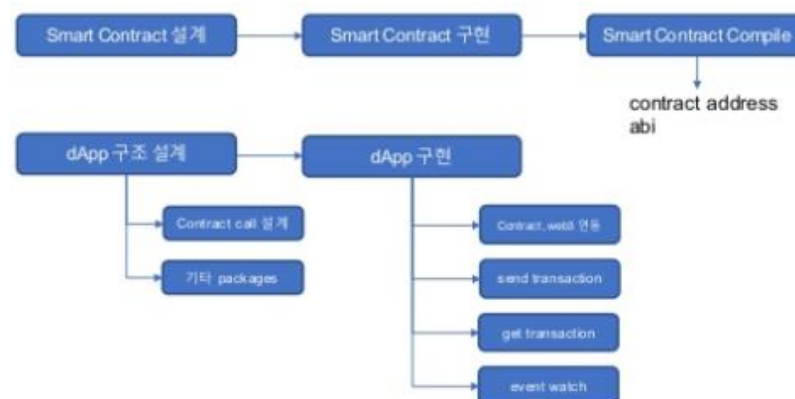 Smart Contract 설계
Smart Contract 구현
Smart Contract Compile
contract address
abi
dApp 구조 설계
dApp 구현
Contract call 설계
기타 packages
Contract, web3 연동
send transaction
get transaction
event watch